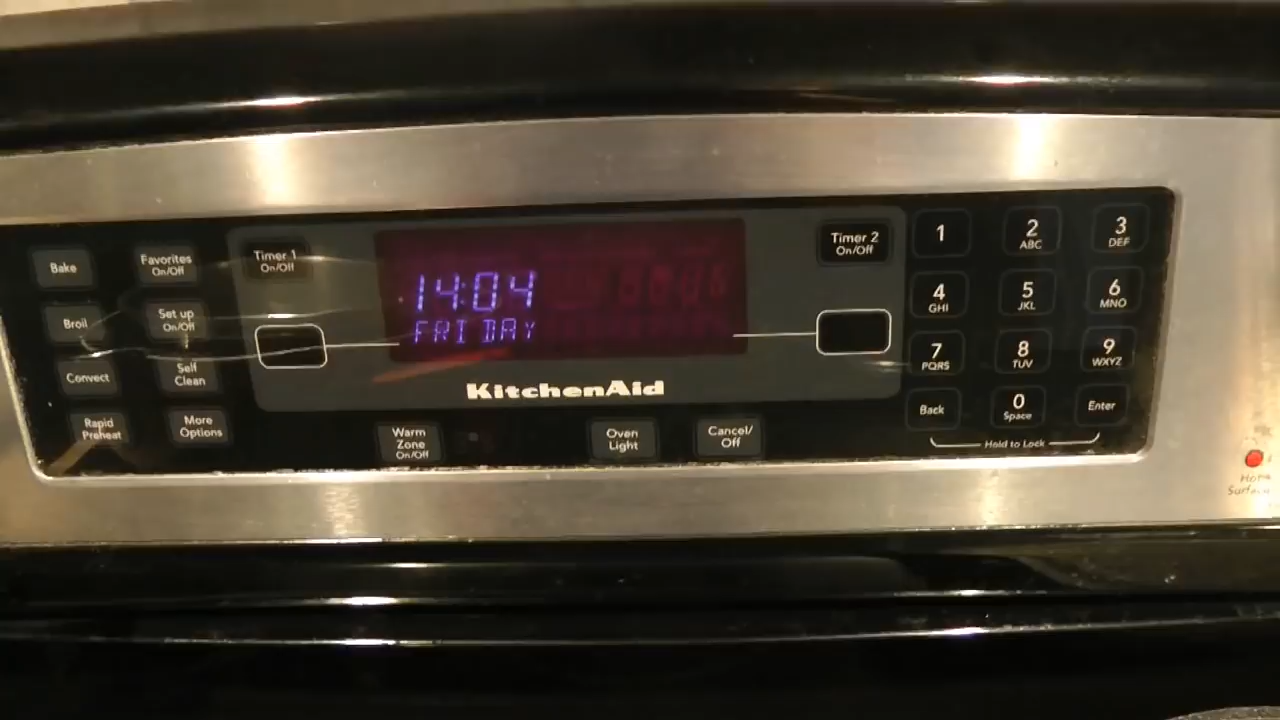 Bake
Favorites
On/Off
Timer 1
On/Off
14:04
FRIDAY
Timer 2
On/Off
1
2
ABC
3
DEF
Broil
Set up
On/Off
4
GHI
5
JKL
6
MNO
Convect
Self
Clean
KitchenAid
7
PQRS
8
TUV
9
WXYZ
Rapid
Preheat
More
Options
Warm
Zone
On/Off
Oven
Light
Cancel/
Off
Back
0
Space
Enter
Hold to Lock